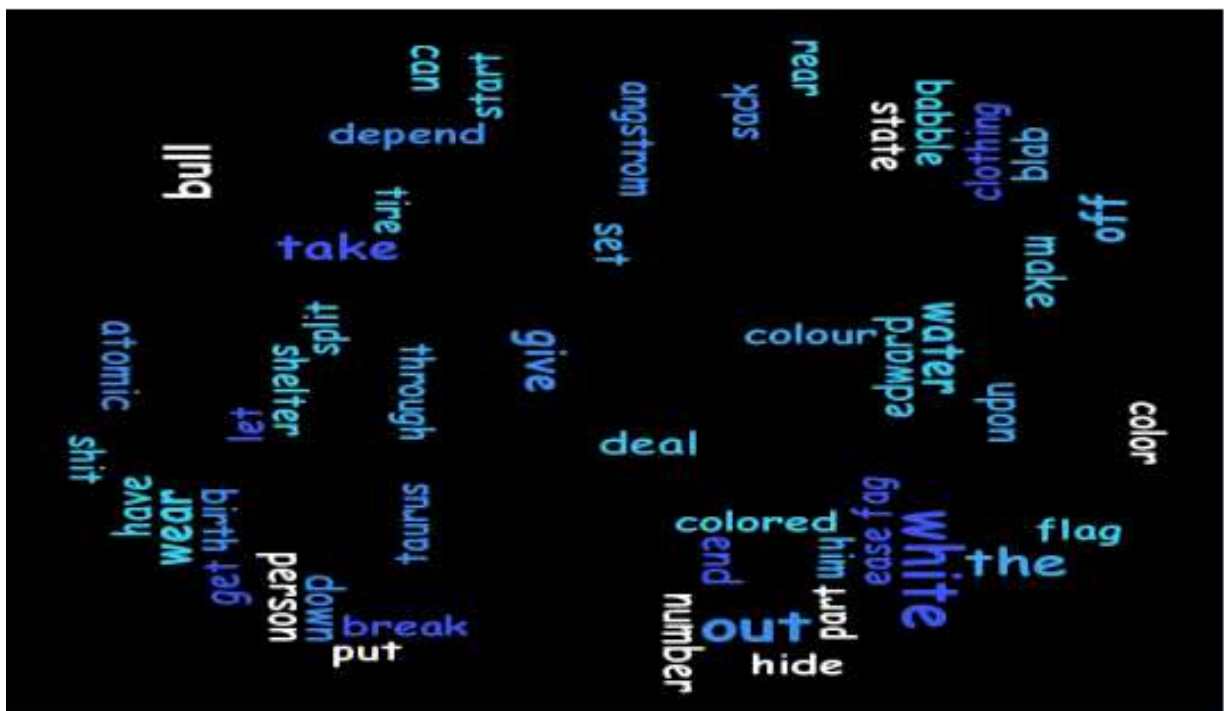 can
start
rear
angstrom
sack
babble
state
clothing
blab
depend
bull
tire
off
take
set
make
split
water
atomic
give
colour
edward
shelter
through
let
color
shit
deal
have
wear
birth
taurus
ease fag
white
colored
flag
him
end
get
the
person
down
part
number
break
out
put
hide